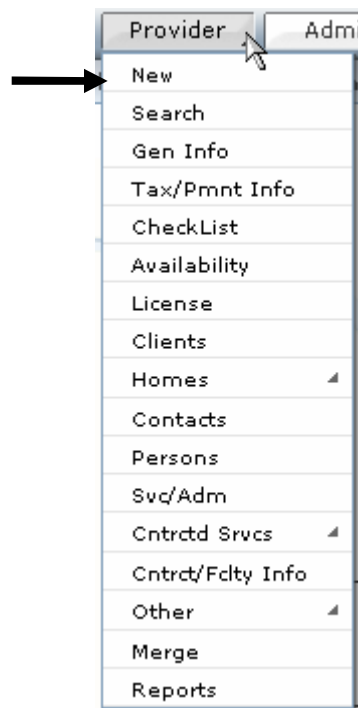 Provider Admi
New
Search
Gen Info
Tax/Pmnt Info
CheckList
Availability
License
Clients
Homes
Contacts
Persons
Svc/Adm
Cntrctd Srvcs
Cntrct/Fclty Info
Other
Merge
Reports